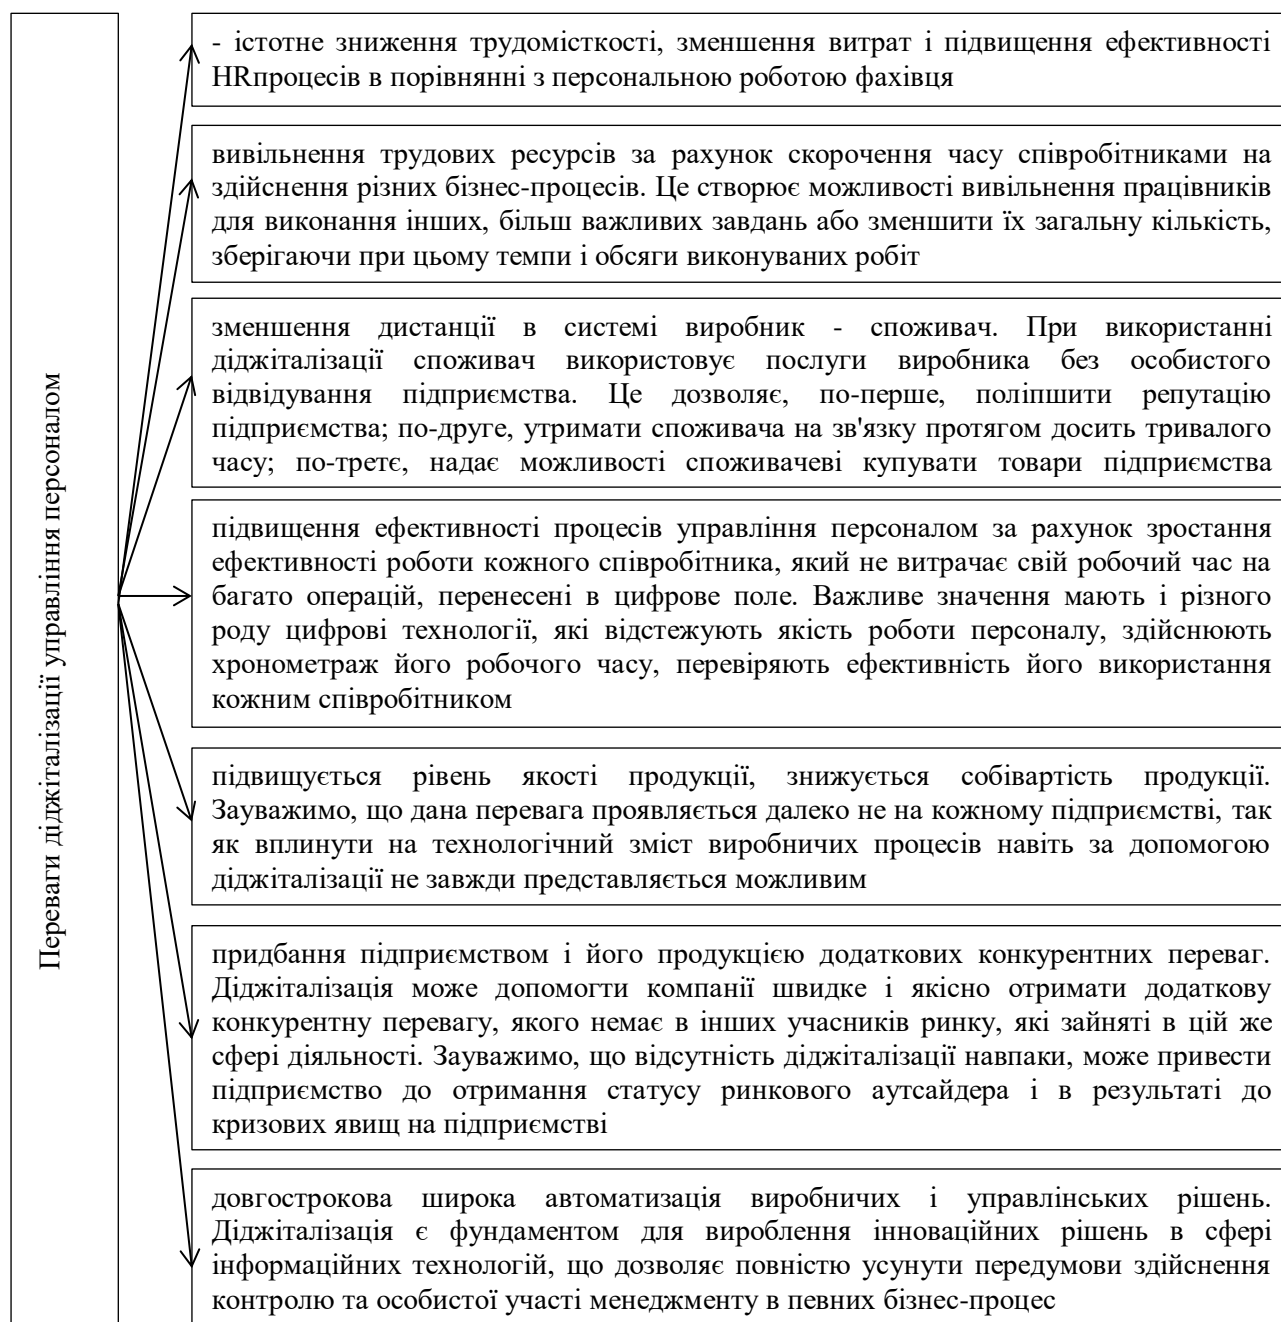 Переваги діджіталізації управління персоналом
- істотне зниження трудомісткості, зменшення витрат і підвищення ефективності
HRпроцесів в порівнянні з персональною роботою фахівця
вивільнення трудових ресурсів за рахунок скорочення часу співробітниками на
здійснення різних бізнес-процесів. Це створює можливості вивільнення працівників
для виконання інших, більш важливих завдань або зменшити їх загальну кількість,
зберігаючи при цьому темпи і обсяги виконуваних робіт
зменшення дистанції в системі виробник - споживач. При використанні
діджіталізації споживач використовує послуги виробника без особистого
відвідування підприємства. Це дозволяє, по-перше, поліпшити репутацію
підприємства; по-друге, утримати споживача на зв'язку протягом досить тривалого
часу; по-третє, надає можливості споживачеві купувати товари підприємства
підвищення ефективності процесів управління персоналом за рахунок зростання
ефективності роботи кожного співробітника, який не витрачає свій робочий час на
багато операцій, перенесені в цифрове поле. Важливе значення мають і різного
роду цифрові технології, які відстежують якість роботи персоналу, здійснюють
хронометраж його робочого часу, перевіряють ефективність його використання
кожним співробітником
підвищується рівень якості продукції, знижується собівартість продукції.
Зауважимо, що дана перевага проявляється далеко не на кожному підприємстві, так
як вплинути на технологічний зміст виробничих процесів навіть за допомогою
діджіталізації не завжди представляється можливим
придбання підприємством і його продукцією додаткових конкурентних переваг.
Діджіталізація може допомогти компанії швидке і якісно отримати додаткову
конкурентну перевагу, якого немає в інших учасників ринку, які зайняті в цій же
сфері діяльності. Зауважимо, що відсутність діджіталізації навпаки, може привести
підприємство до отримання статусу ринкового аутсайдера і в результаті до
кризових явищ на підприємстві
довгострокова широка автоматизація виробничих і управлінських рішень.
Діджіталізація є фундаментом для вироблення інноваційних рішень в сфері
інформаційних технологій, що дозволяє повністю усунути передумови здійснення
контролю та особистої участі менеджменту в певних бізнес-процес